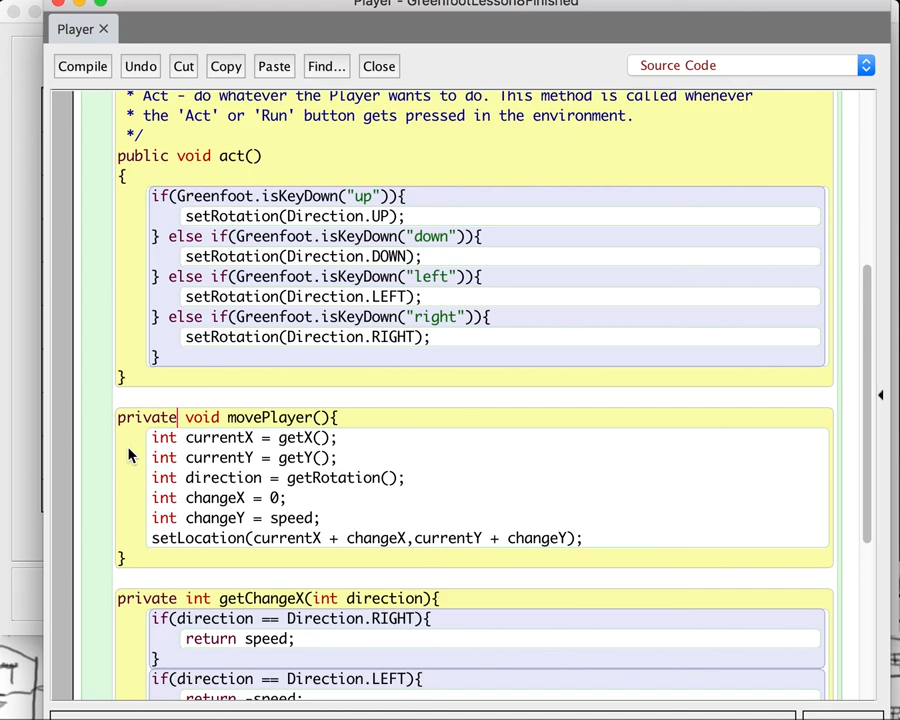 Player - GreenfootLesson8Finished
Player ✕
Compile Undo Cut Copy Paste Find... Close Source Code
* Act - do whatever the Player wants to do. This method is called whenever
* the 'Act' or 'Run' button gets pressed in the environment.
*/
public void act()
{
if(Greenfoot.isKeyDown("up")){
setRotation(Direction.UP);
} else if(Greenfoot.isKeyDown("down")){
setRotation(Direction.DOWN);
} else if(Greenfoot.isKeyDown("left")){
setRotation(Direction.LEFT);
} else if(Greenfoot.isKeyDown("right")){
setRotation(Direction.RIGHT);
}
}
private void movePlayer(){
int currentX = getX();
int currentY = getY();
int direction = getRotation();
int changeX = 0;
int changeY = speed;
setLocation(currentX + changeX,currentY + changeY);
}
private int getChangeX(int direction){
if(direction == Direction.RIGHT){
return speed;
}
if(direction == Direction.LEFT){
return -speed;